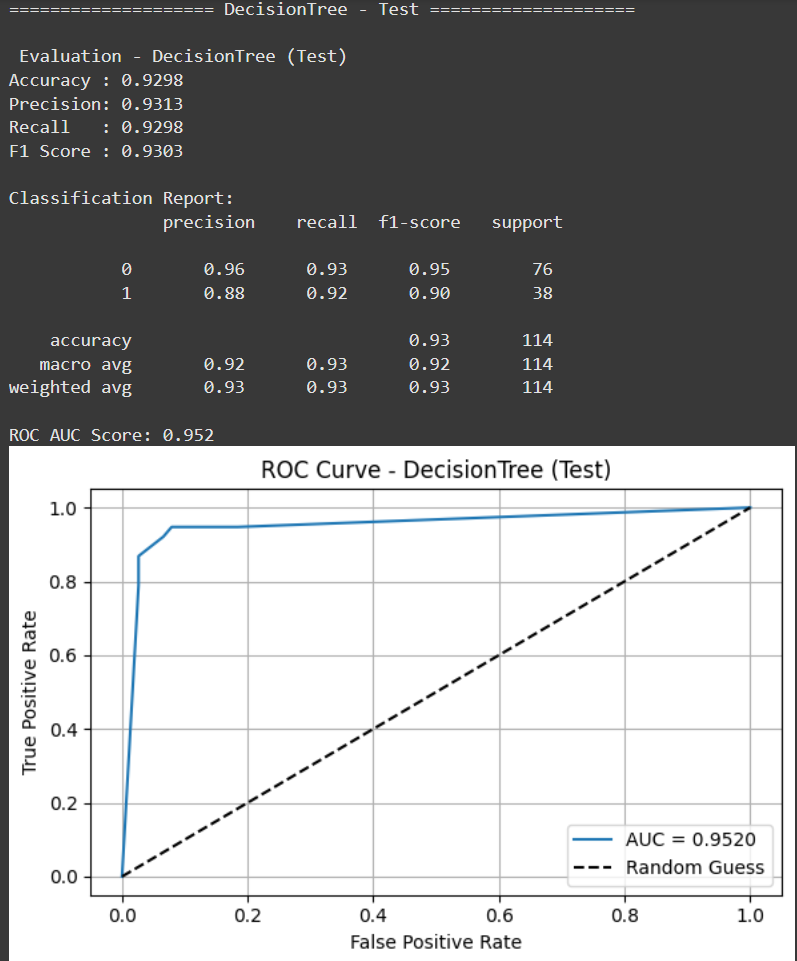 ==================== DecisionTree - Test ====================
Evaluation - DecisionTree (Test)
Accuracy : 0.9298
Precision: 0.9313
Recall   : 0.9298
F1 Score : 0.9303
Classification Report:
precision    recall  f1-score   support
0       0.96      0.93      0.95        76
1       0.88      0.92      0.90        38
accuracy                           0.93       114
macro avg       0.92      0.93      0.92       114
weighted avg       0.93      0.93      0.93       114
ROC AUC Score: 0.952
ROC Curve - DecisionTree (Test)
True Positive Rate
1.0
0.8
0.6
0.4
0.2
0.0
AUC = 0.9520
Random Guess
0.0 0.2 0.4 0.6 0.8 1.0
False Positive Rate